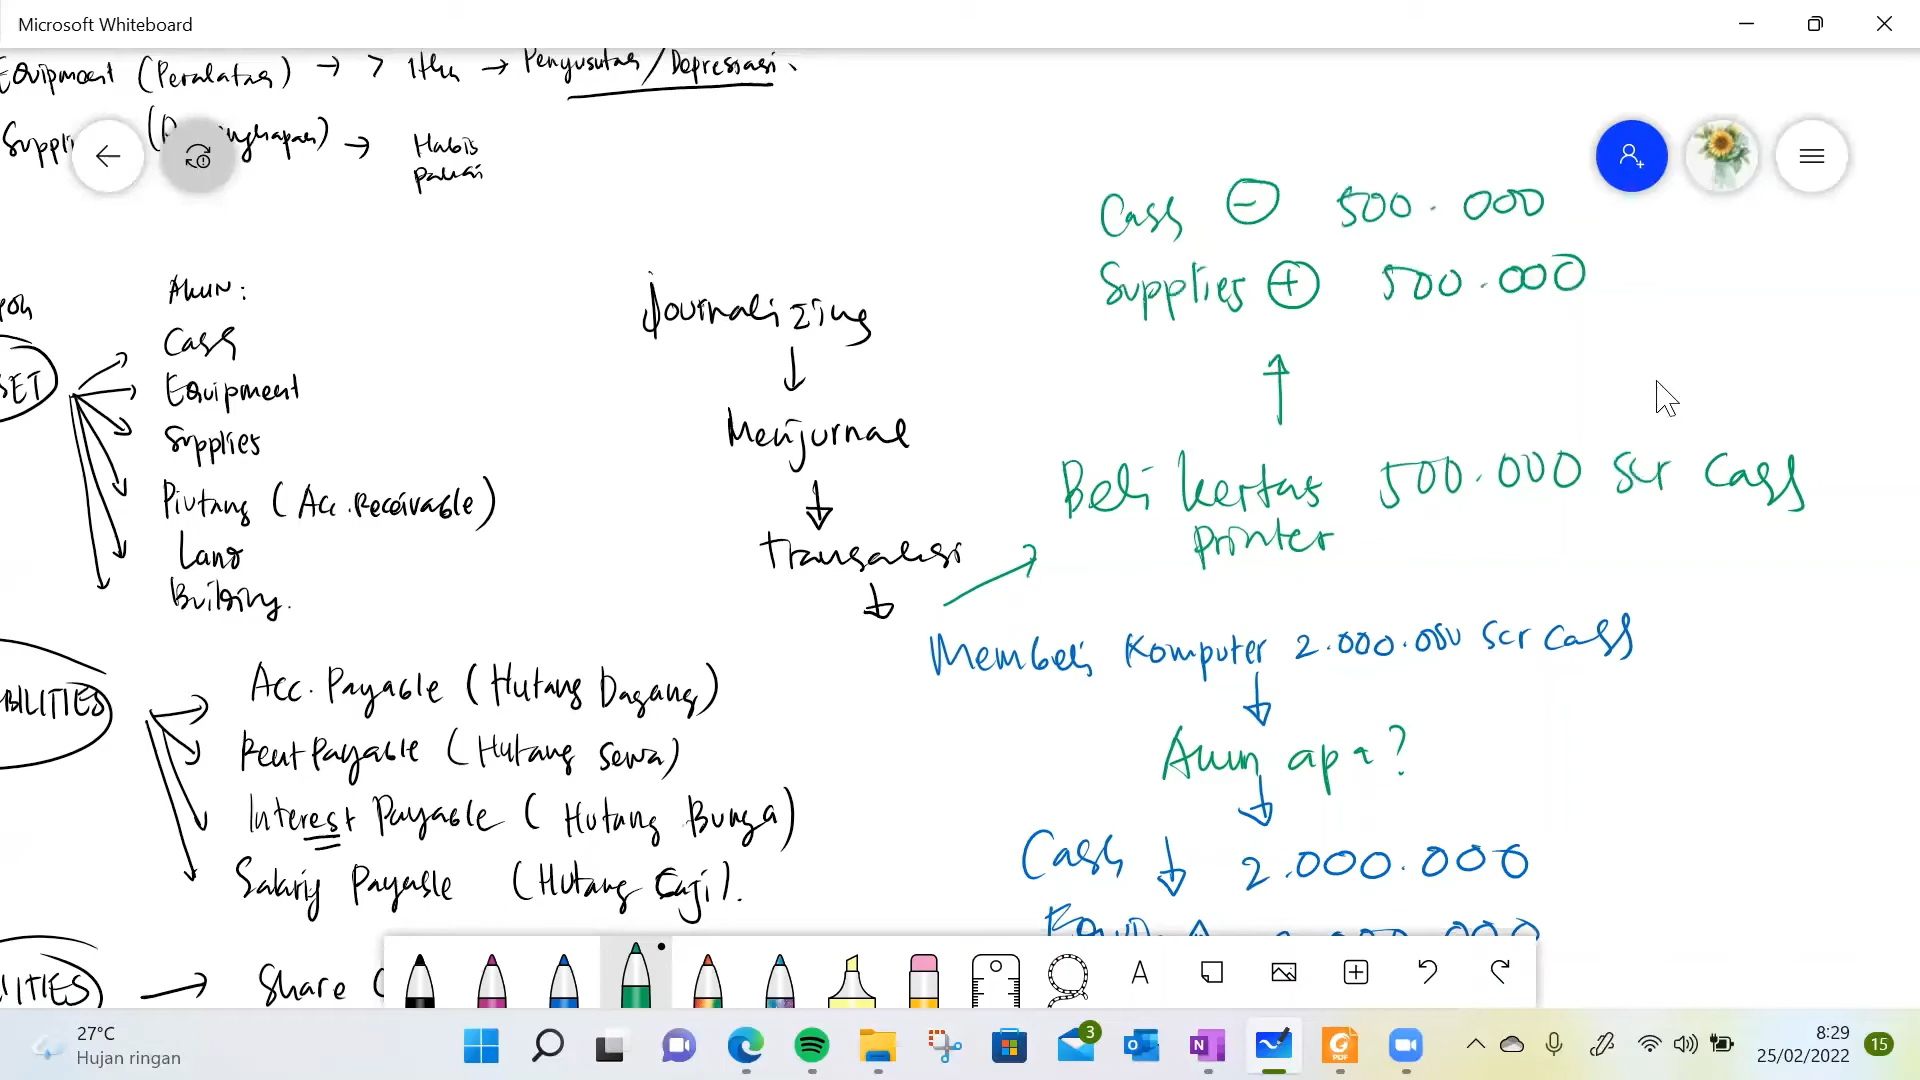 Microsoft Whiteboard
Equipment (Peralatan) → > 1thn → Penyusutan/Depresiasi.
Habis
pakai
Cash ⊖ 500.000
Supplies ⊕ 500.000
Akun:
Cash
Equipment
Supplies
Piutang (Acc. Receivable)
Land
Building.
Journalizing
Menjurnal
Transaksi
Beli kertas 500.000 scr Cash
printer
Membeli Komputer 2.000.000 scr cash
Akun apa?
Cash ↓ 2.000.000
Acc. Payable (Hutang Dagang)
Rent Payable (Hutang Sewa)
Interest Payable (Hutang Bunga)
Salary Payable (Hutang Gaji).
Share
A
27°C
Hujan ringan
3
8:29
25/02/2022
15